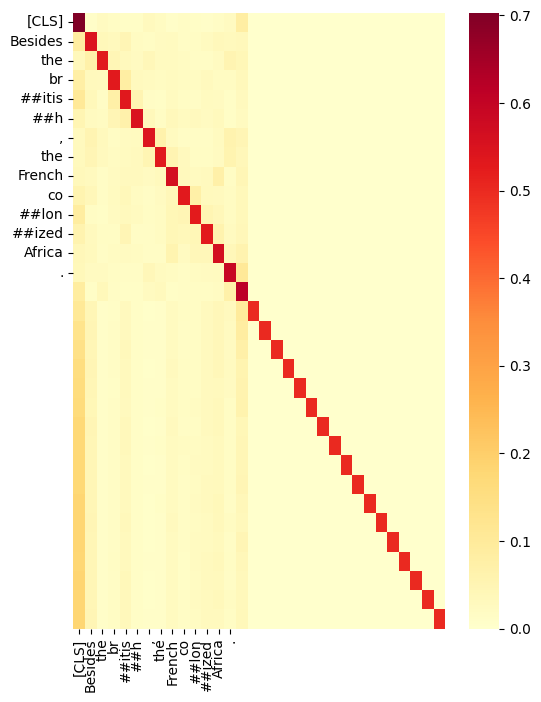 [CLS]
Besides
the
br
##itis
##h
,
the
French
co
##lon
##ized
Africa
.
0.7
0.6
0.5
0.4
0.3
0.2
0.1
0.0
[CLS]
Besides
the
br
##itis
##h
,
the
French
co
##lon
##ized
Africa
.